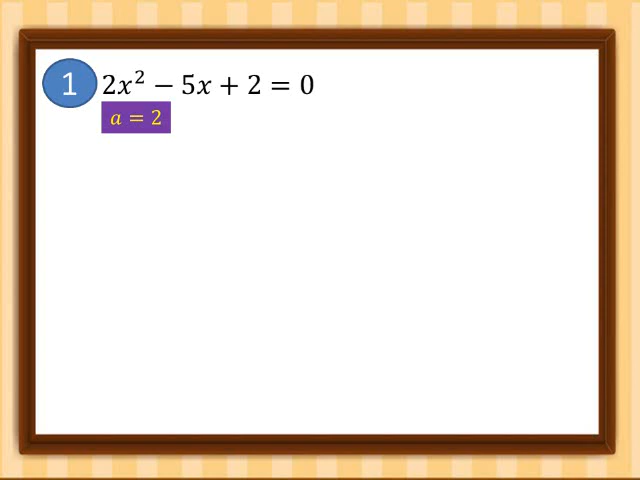 1 2x² − 5x + 2 = 0
a = 2